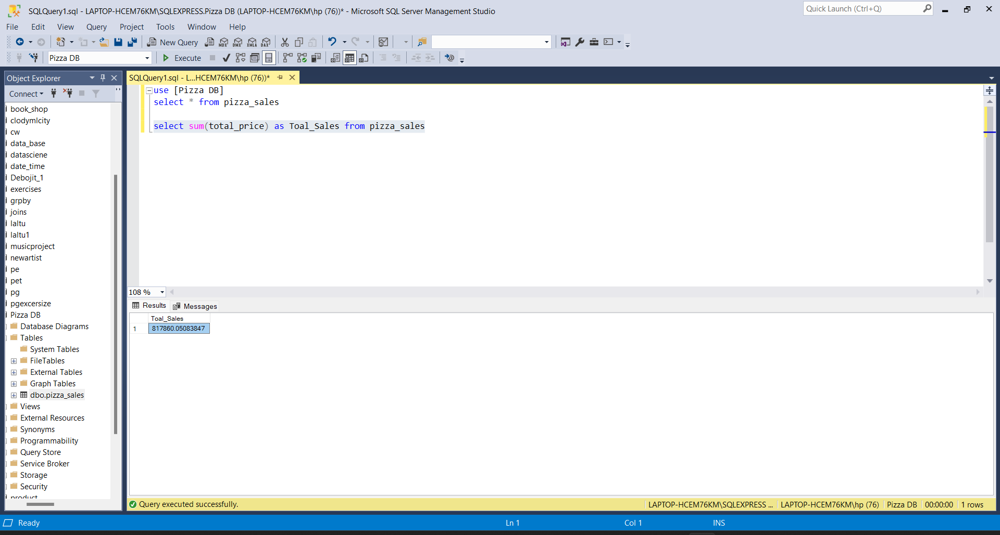 SQLQuery1.sql - LAPTOP-HCEM76KM\SQLEXPRESS.Pizza DB (LAPTOP-HCEM76KM\hp (76))* - Microsoft SQL Server Management Studio
Quick Launch (Ctrl+Q)
File Edit View Query Project Tools Window Help
New Query MDX DMX XMLA DAX
Pizza DB Execute
Object Explorer
SQLQuery1.sql - L...HCEM76KM\hp (76))*
Connect
book_shop
clodymlcity
cw
data_base
datasciene
date_time
Debojit_1
exercises
grpby
joins
laltu
laltu1
musicproject
newartist
pe
pet
pg
pgexcersize
Pizza DB
Database Diagrams
Tables
System Tables
FileTables
External Tables
Graph Tables
dbo.pizza_sales
Views
External Resources
Synonyms
Programmability
Query Store
Service Broker
Storage
Security
product
use [Pizza DB]
select * from pizza_sales
select sum(total_price) as Toal_Sales from pizza_sales
108 %
Results Messages
Toal_Sales
1 817860.05083847
Query executed successfully.
LAPTOP-HCEM76KM\SQLEXPRESS ... LAPTOP-HCEM76KM\hp (76) Pizza DB 00:00:00 1 rows
Ready Ln 1 Col 1 INS